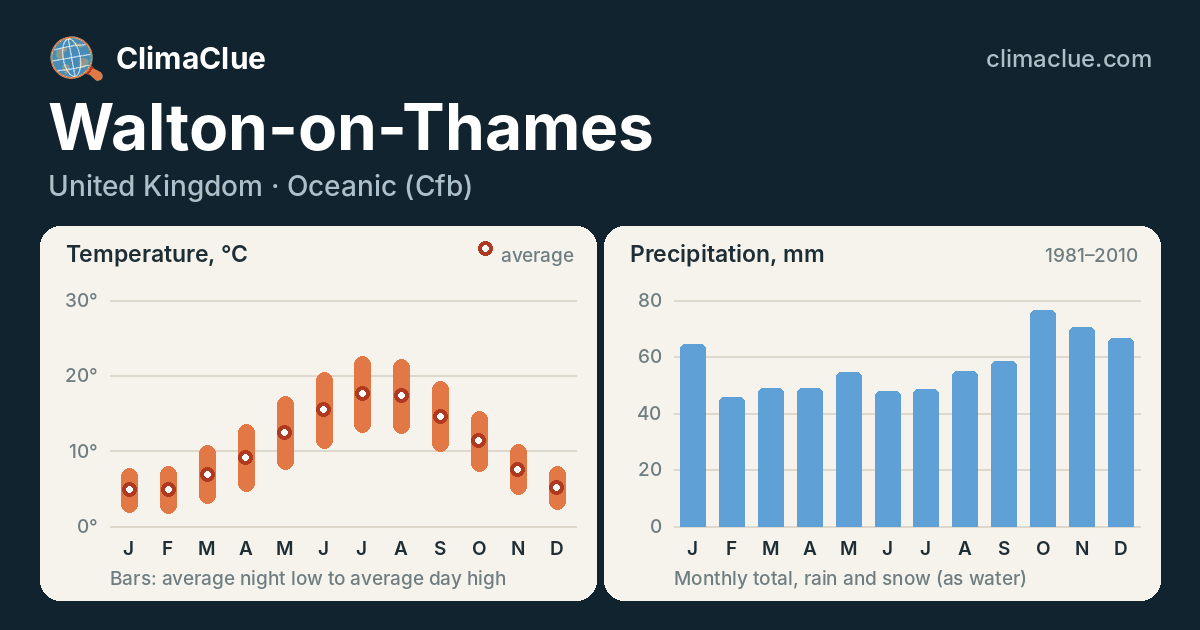 ClimaClue
climaclue.com
Walton-on-Thames
United Kingdom · Oceanic (Cfb)
Temperature, °C
average
30°
20°
10°
0°
J F M A M J J A S O N D
Bars: average night low to average day high
Precipitation, mm
1981–2010
80
60
40
20
0
J F M A M J J A S O N D
Monthly total, rain and snow (as water)